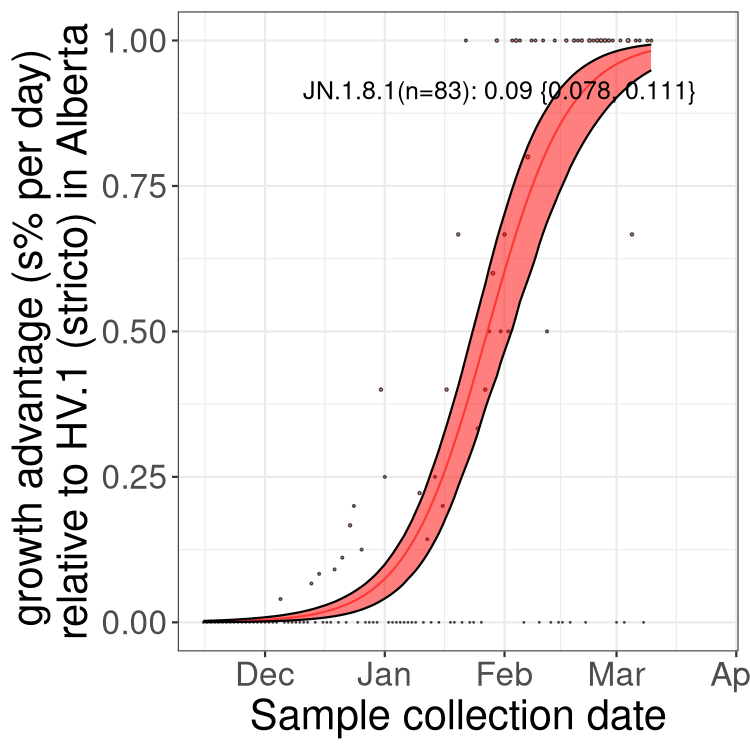 growth advantage (s% per day)
relative to HV.1 (stricto) in Alberta
1.00
JN.1.8.1(n=83): 0.09 {0.078, 0.111}
0.75
0.50
0.25
0.00
Dec Jan Feb Mar Ap
Sample collection date